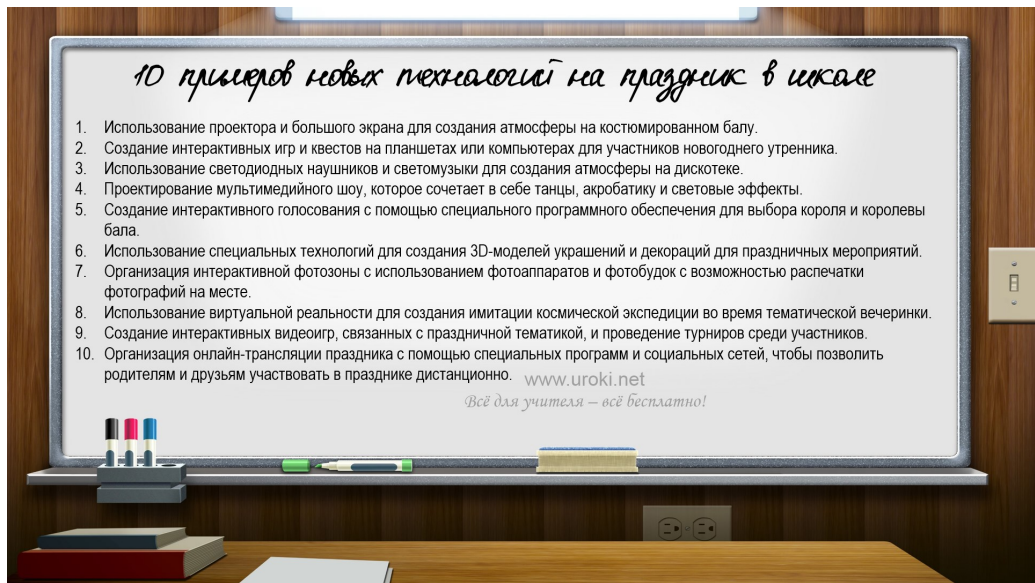 10 примеров новых технологий на праздник в школе
1. Использование проектора и большого экрана для создания атмосферы на костюмированном балу.
2. Создание интерактивных игр и квестов на планшетах или компьютерах для участников новогоднего утренника.
3. Использование светодиодных наушников и светомузыки для создания атмосферы на дискотеке.
4. Проектирование мультимедийного шоу, которое сочетает в себе танцы, акробатику и световые эффекты.
5. Создание интерактивного голосования с помощью специального программного обеспечения для выбора короля и королевы
бала.
6. Использование специальных технологий для создания 3D-моделей украшений и декораций для праздничных мероприятий.
7. Организация интерактивной фотозоны с использованием фотоаппаратов и фотобудок с возможностью распечатки
фотографий на месте.
8. Использование виртуальной реальности для создания имитации космической экспедиции во время тематической вечеринки.
9. Создание интерактивных видеоигр, связанных с праздничной тематикой, и проведение турниров среди участников.
10. Организация онлайн-трансляции праздника с помощью специальных программ и социальных сетей, чтобы позволить
родителям и друзьям участвовать в празднике дистанционно.
www.uroki.net
Всё для учителя – всё бесплатно!